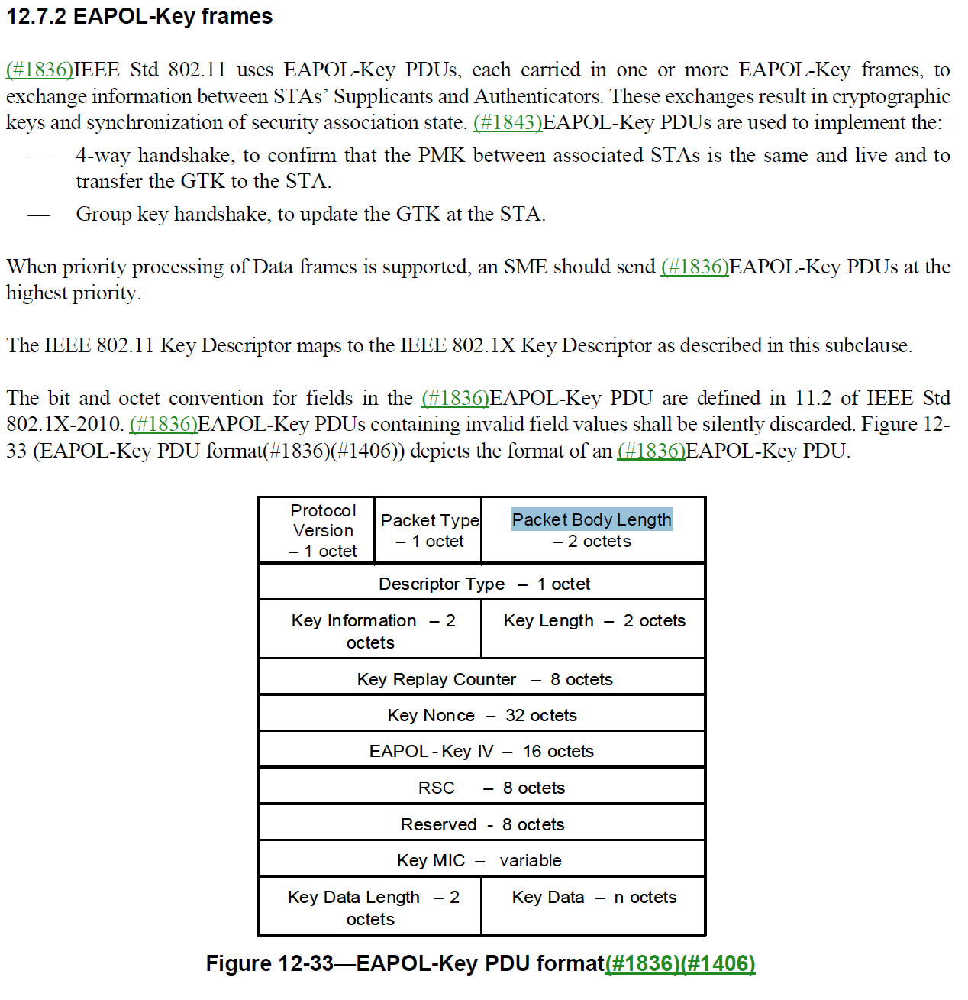 12.7.2 EAPOL-Key frames
(#1836)IEEE Std 802.11 uses EAPOL-Key PDUs, each carried in one or more EAPOL-Key frames, to
exchange information between STAs’ Supplicants and Authenticators. These exchanges result in cryptographic
keys and synchronization of security association state. (#1843)EAPOL-Key PDUs are used to implement the:
— 4-way handshake, to confirm that the PMK between associated STAs is the same and live and to
transfer the GTK to the STA.
— Group key handshake, to update the GTK at the STA.
When priority processing of Data frames is supported, an SME should send (#1836)EAPOL-Key PDUs at the
highest priority.
The IEEE 802.11 Key Descriptor maps to the IEEE 802.1X Key Descriptor as described in this subclause.
The bit and octet convention for fields in the (#1836)EAPOL-Key PDU are defined in 11.2 of IEEE Std
802.1X-2010. (#1836)EAPOL-Key PDUs containing invalid field values shall be silently discarded. Figure 12-
33 (EAPOL-Key PDU format(#1836)(#1406)) depicts the format of an (#1836)EAPOL-Key PDU.
Protocol
Version
– 1 octet
Packet Type
– 1 octet
Packet Body Length
– 2 octets
Descriptor Type – 1 octet
Key Information – 2
octets
Key Length – 2 octets
Key Replay Counter – 8 octets
Key Nonce – 32 octets
EAPOL - Key IV – 16 octets
RSC – 8 octets
Reserved - 8 octets
Key MIC – variable
Key Data Length – 2
octets
Key Data – n octets
Figure 12-33—EAPOL-Key PDU format(#1836)(#1406)